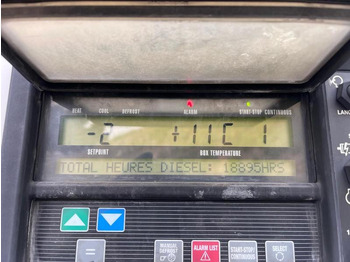 HEAT COOL DEFROST ALARM START-STOP CONTINUOUS
-2 +11C
SETPOINT BOX TEMPERATURE
TOTAL HEURES DIESEL: 18895HRS
MANUAL DEFROST ALARM LIST START-STOP CONTINUOUS SELECT